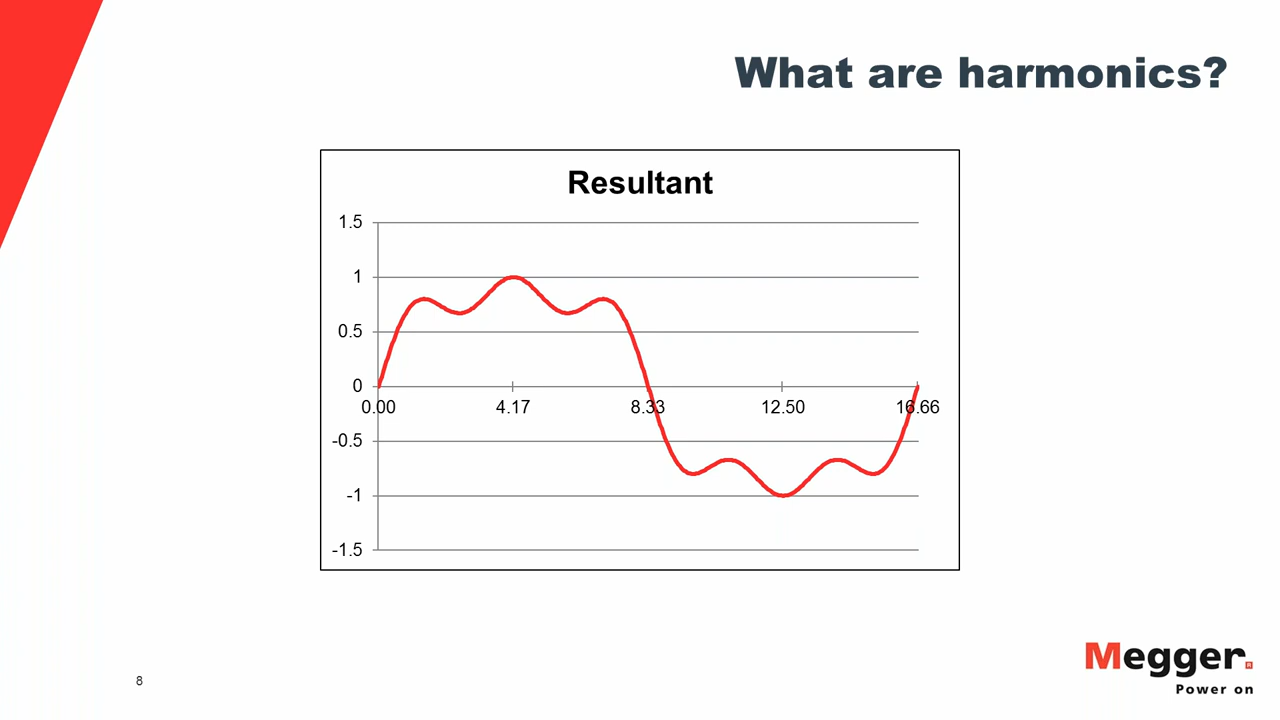 What are harmonics?
Resultant
1.5
1
0.5
0
0.00 4.17 8.33 12.50 16.66
-0.5
-1
-1.5
8
Megger.
Power on